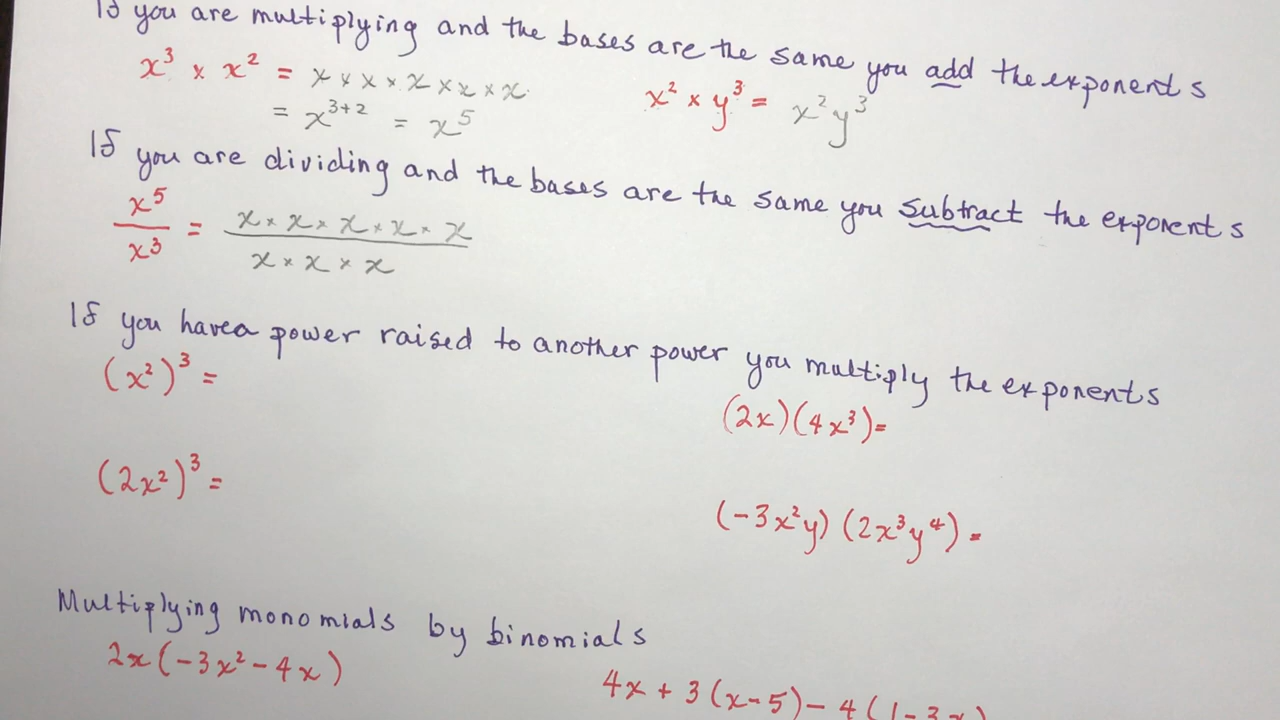 If you are multiplying and the bases are the same you add the exponents
x³ × x² = x × x × x × x × x
x² × y³ = x²y³
= x³⁺² = x⁵
If you are dividing and the bases are the same you subtract the exponents
x⁵/x³ = x × x × x × x × x / x × x × x
If you have a power raised to another power you multiply the exponents
(x²)³ =
(2x)(4x³) =
(2x²)³ =
(-3x²y)(2x³y⁴) =
Multiplying monomials by binomials
2x(-3x² - 4x)
4x + 3(x-5) - 4(1-3x)